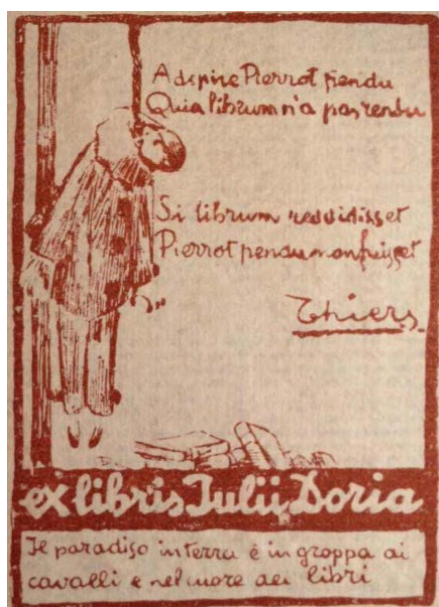 Adspice Pierrot pendu
Quia librum n'a pas rendu
Si librum reddidisset
Pierrot pendu non fuisset
Thiers
ex libris Julii Doria
Il paradiso in terra è in groppa ai
cavalli e nel cuore dei libri